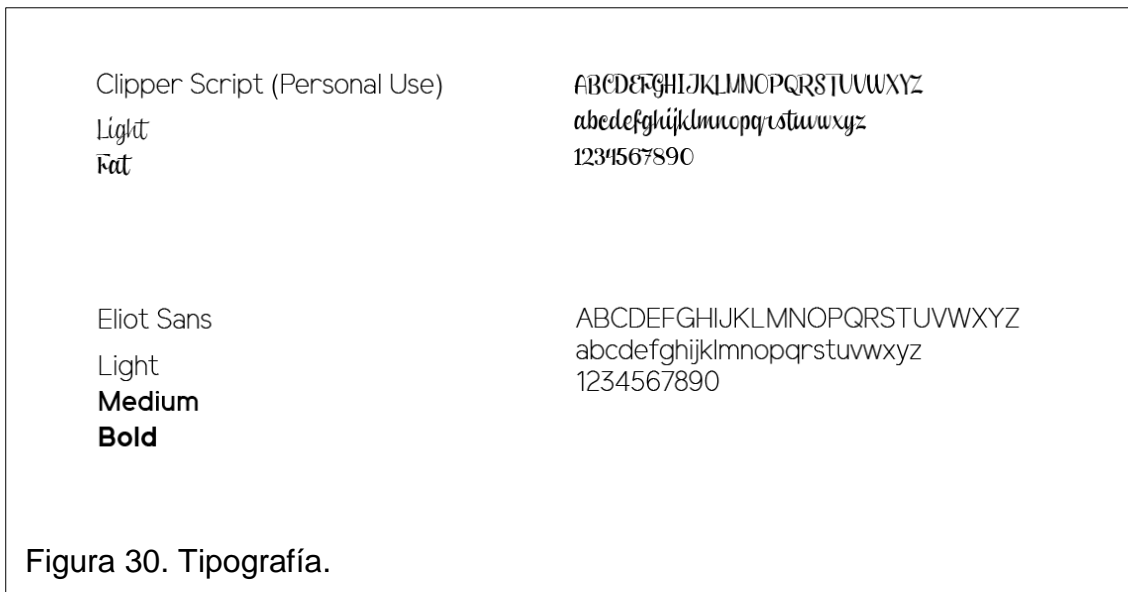 Clipper Script (Personal Use)
Light
Fat
ABCDEFGHIJKLMNOPQRSTUVWXYZ
abcdefghijklmnopqrstuvwxyz
1234567890
Eliot Sans
Light
Medium
Bold
ABCDEFGHIJKLMNOPQRSTUVWXYZ
abcdefghijklmnopqrstuvwxyz
1234567890
Figura 30. Tipografía.